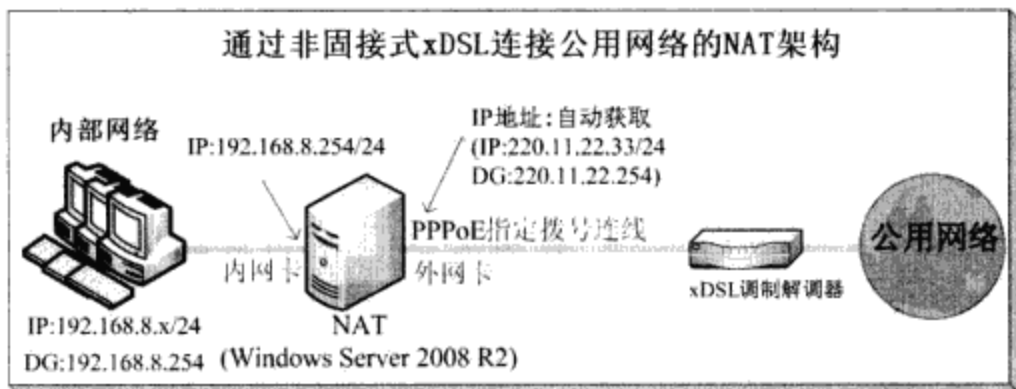 通过非固接式xDSL连接公用网络的NAT架构
内部网络
IP:192.168.8.254/24
IP地址:自动获取
(IP:220.11.22.33/24
DG:220.11.22.254)
PPPoE指定拨号连线
内网卡
外网卡
公用网络
xDSL调制解调器
IP:192.168.8.x/24
DG:192.168.8.254
NAT
(Windows Server 2008 R2)